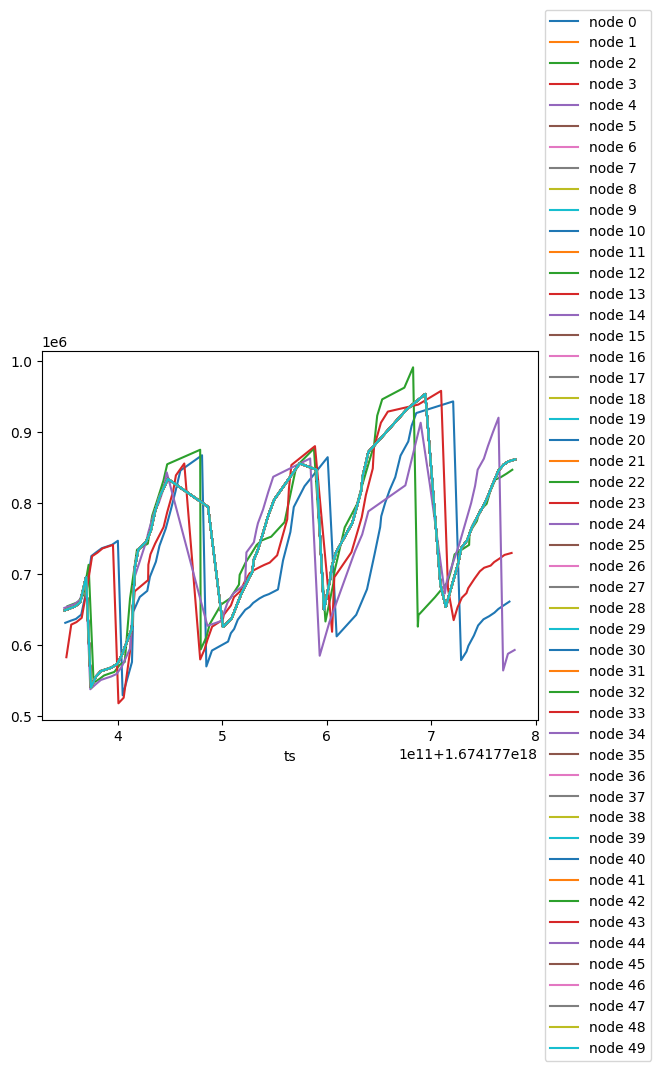 1e6
1.0
0.9
0.8
0.7
0.6
0.5
4 5 6 7 8
ts
1e11+1.674177e18
node 0
node 1
node 2
node 3
node 4
node 5
node 6
node 7
node 8
node 9
node 10
node 11
node 12
node 13
node 14
node 15
node 16
node 17
node 18
node 19
node 20
node 21
node 22
node 23
node 24
node 25
node 26
node 27
node 28
node 29
node 30
node 31
node 32
node 33
node 34
node 35
node 36
node 37
node 38
node 39
node 40
node 41
node 42
node 43
node 44
node 45
node 46
node 47
node 48
node 49